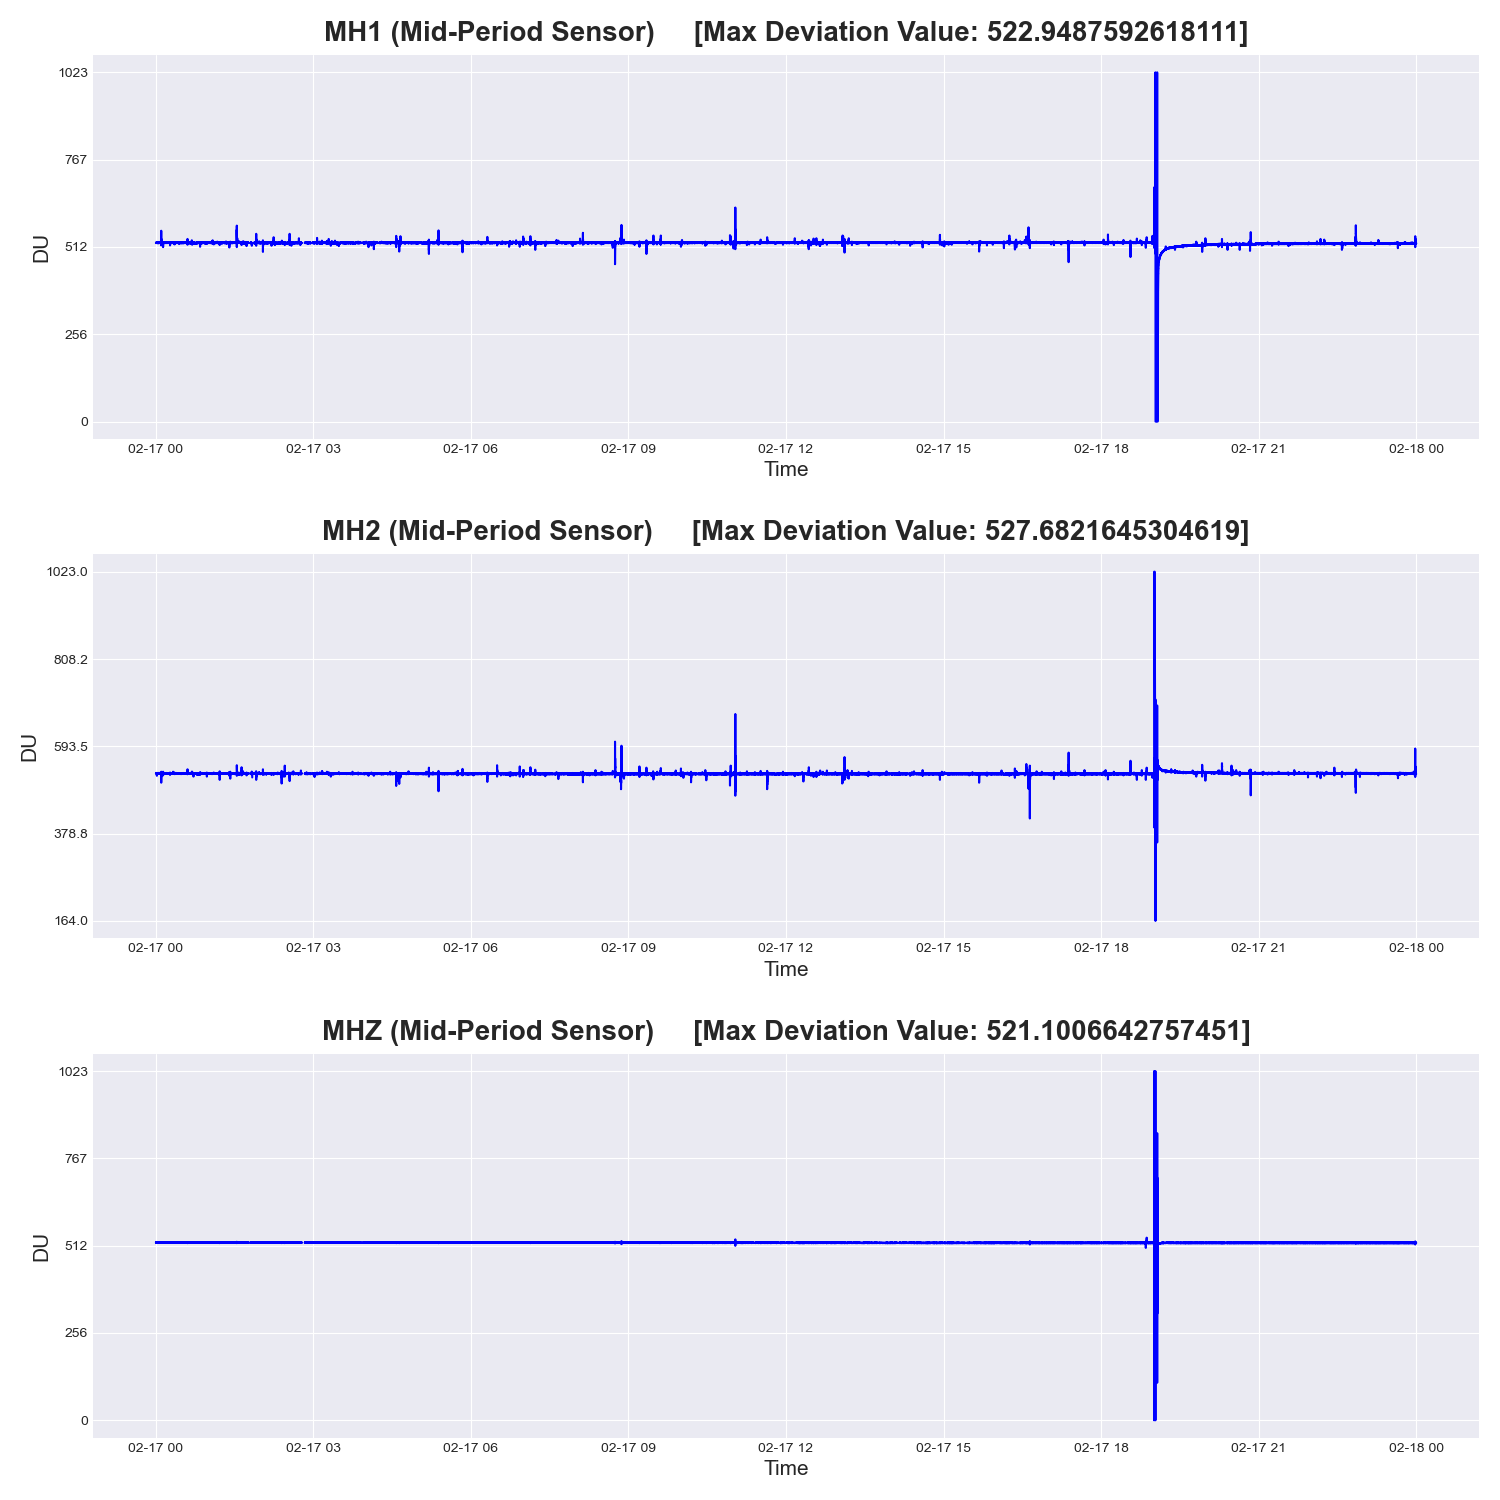 MH1 (Mid-Period Sensor) [Max Deviation Value: 522.9487592618111]
1023
767
512
256
0
DU
02-17 00 02-17 03 02-17 06 02-17 09 02-17 12 02-17 15 02-17 18 02-17 21 02-18 00
Time
MH2 (Mid-Period Sensor) [Max Deviation Value: 527.6821645304619]
1023.0
808.2
593.5
378.8
164.0
DU
02-17 00 02-17 03 02-17 06 02-17 09 02-17 12 02-17 15 02-17 18 02-17 21 02-18 00
Time
MHZ (Mid-Period Sensor) [Max Deviation Value: 521.1006642757451]
1023
767
512
256
0
DU
02-17 00 02-17 03 02-17 06 02-17 09 02-17 12 02-17 15 02-17 18 02-17 21 02-18 00
Time